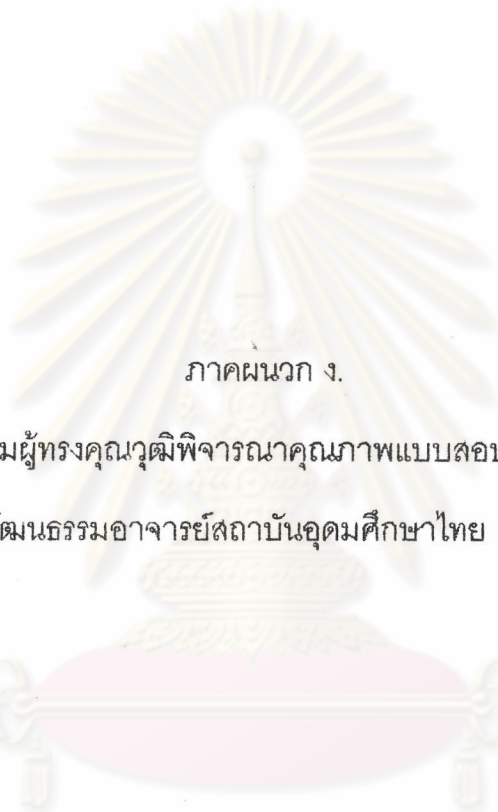 ภาคผนวก ง.
มผู้ทรงคุณวุฒิพิจารณาคุณภาพแบบสอบ
ัฒนธรรมอาจารย์สถาบันอุดมศึกษาไทย